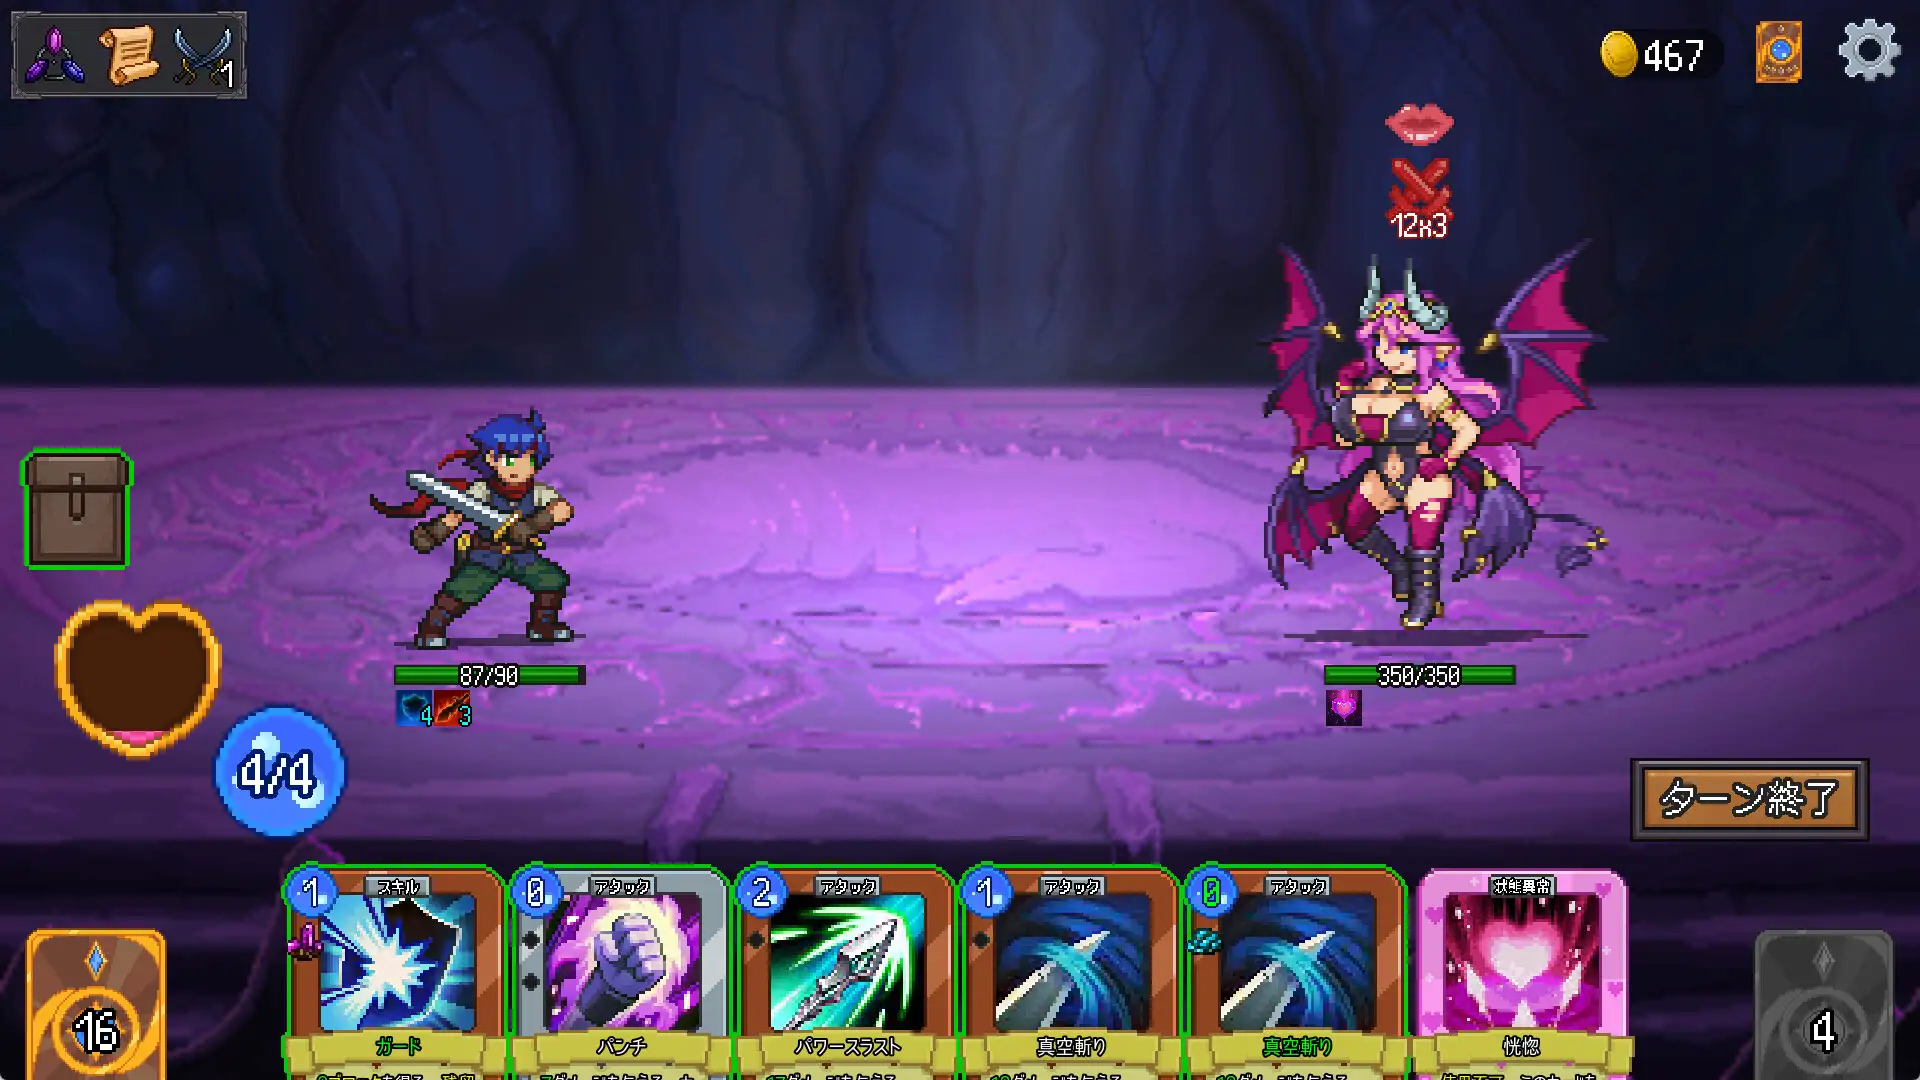 1
467
12x3
87/90
4
3
350/350
4/4
ターン終了
1
スキル
ガード
0
アタック
パンチ
2
アタック
パワースラスト
1
アタック
真空斬り
0
アタック
真空斬り
状態異常
恍惚
16
4